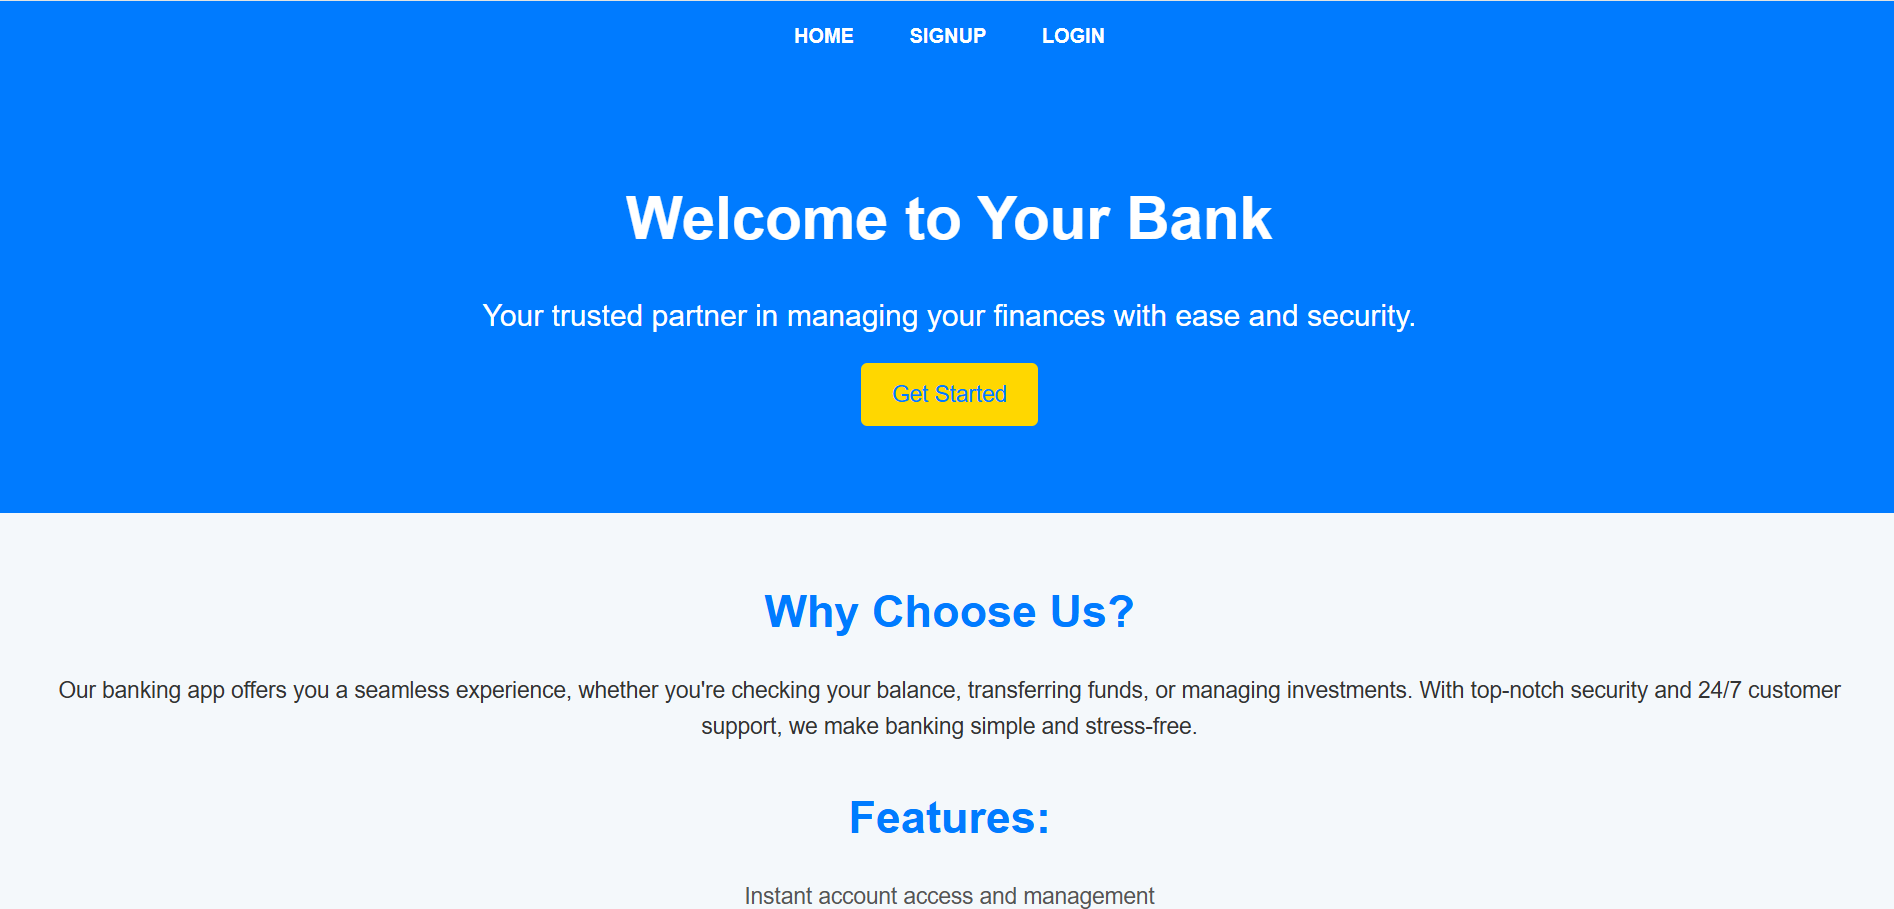 HOME SIGNUP LOGIN
Welcome to Your Bank
Your trusted partner in managing your finances with ease and security.
Get Started
Why Choose Us?
Our banking app offers you a seamless experience, whether you're checking your balance, transferring funds, or managing investments. With top-notch security and 24/7 customer
support, we make banking simple and stress-free.
Features:
Instant account access and management